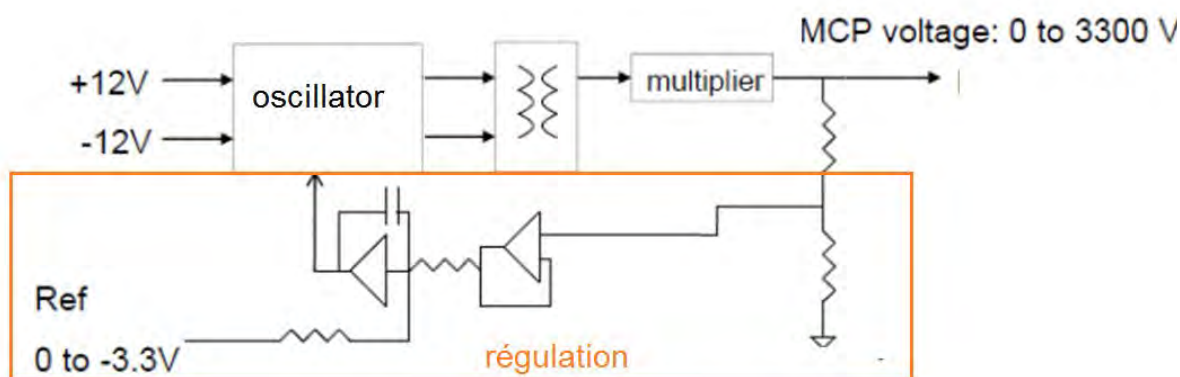 MCP voltage: 0 to 3300 V
+12V
-12V
oscillator
multiplier
Ref
0 to -3.3V
régulation